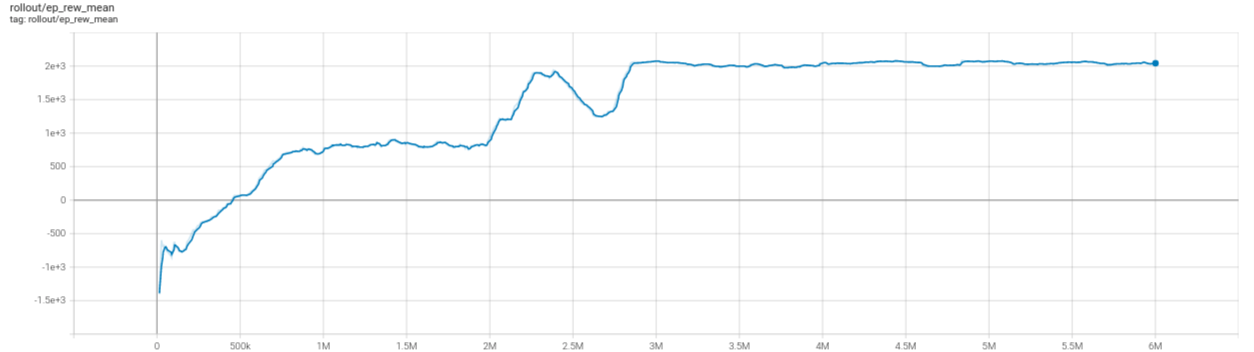 rollout/ep_rew_mean
tag: rollout/ep_rew_mean
2e+3
1.5e+3
1e+3
500
0
-500
-1e+3
-1.5e+3
0 500k 1M 1.5M 2M 2.5M 3M 3.5M 4M 4.5M 5M 5.5M 6M